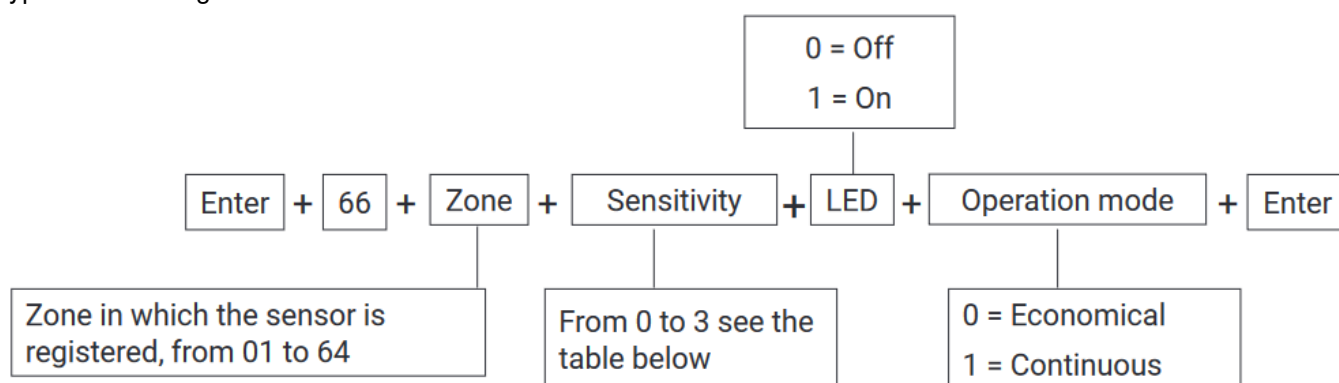 0 = Off
1 = On
Enter + 66 + Zone + Sensitivity + LED + Operation mode + Enter
Zone in which the sensor is
registered, from 01 to 64
From 0 to 3 see the
table below
0 = Economical
1 = Continuous